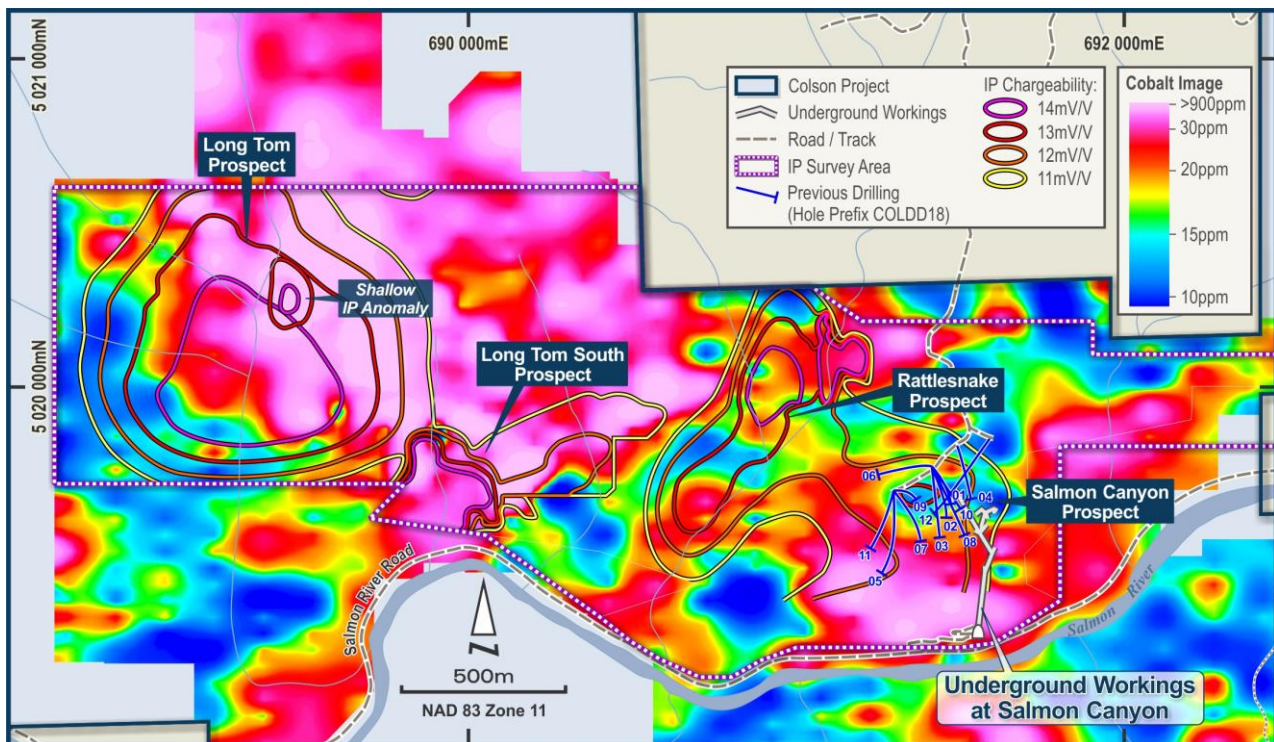 690 000mE
692 000mE
5 021 000mN
5 020 000mN
Colson Project
Underground Workings
Road / Track
IP Survey Area
Previous Drilling
(Hole Prefix COLDD18)
IP Chargeability:
14mV/V
13mV/V
12mV/V
11mV/V
Cobalt Image
>900ppm
30ppm
20ppm
15ppm
10ppm
Long Tom
Prospect
Shallow
IP Anomaly
Long Tom South
Prospect
Rattlesnake
Prospect
Salmon Canyon
Prospect
06
09
01
04
12
02
10
11
07
03
08
05
Salmon River Road
Salmon River
N
500m
NAD 83 Zone 11
Underground Workings
at Salmon Canyon